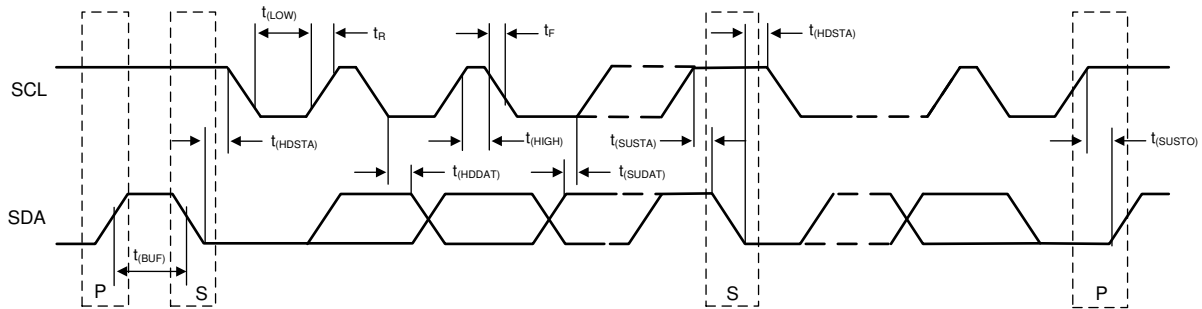 t(LOW)
tR
tF
t(HDSTA)
SCL
t(HDSTA)
t(HIGH)
t(SUSTA)
t(SUSTO)
t(HDDAT)
t(SUDAT)
SDA
t(BUF)
P
S
S
P